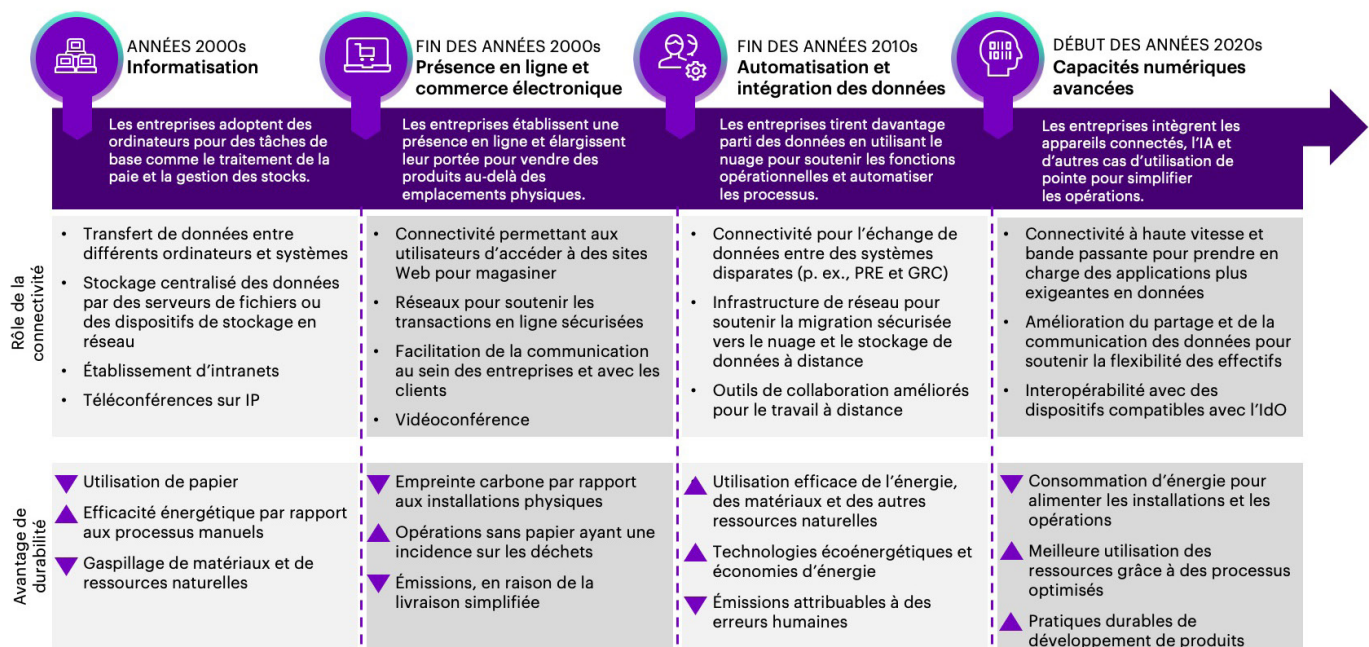 ANNÉES 2000s
Informatisation
FIN DES ANNÉES 2000s
Présence en ligne et
commerce électronique
FIN DES ANNÉES 2010s
Automatisation et
intégration des données
DÉBUT DES ANNÉES 2020s
Capacités numériques
avancées
Les entreprises adoptent des
ordinateurs pour des tâches de
base comme le traitement de la
paie et la gestion des stocks.
Les entreprises établissent une
présence en ligne et élargissent
leur portée pour vendre des
produits au-delà des
emplacements physiques.
Les entreprises tirent davantage
parti des données en utilisant le
nuage pour soutenir les fonctions
opérationnelles et automatiser
les processus.
Les entreprises intègrent les
appareils connectés, l’IA et
d’autres cas d’utilisation de
pointe pour simplifier
les opérations.
Rôle de la
connectivité
• Transfert de données entre
différents ordinateurs et systèmes
• Stockage centralisé des données
par des serveurs de fichiers ou
des dispositifs de stockage en
réseau
• Établissement d’intranets
• Téléconférences sur IP
• Connectivité permettant aux
utilisateurs d’accéder à des sites
Web pour magasiner
• Réseaux pour soutenir les
transactions en ligne sécurisées
• Facilitation de la communication
au sein des entreprises et avec les
clients
• Vidéoconférence
• Connectivité pour l’échange de
données entre des systèmes
disparates (p. ex., PRE et GRC)
• Infrastructure de réseau pour
soutenir la migration sécurisée
vers le nuage et le stockage de
données à distance
• Outils de collaboration améliorés
pour le travail à distance
• Connectivité à haute vitesse et
bande passante pour prendre en
charge des applications plus
exigeantes en données
• Amélioration du partage et de la
communication des données pour
soutenir la flexibilité des effectifs
• Interopérabilité avec des
dispositifs compatibles avec l’IdO
Avantage de
durabilité
▼ Utilisation de papier
▲ Efficacité énergétique par rapport
aux processus manuels
▼ Gaspillage de matériaux et de
ressources naturelles
▼ Empreinte carbone par rapport
aux installations physiques
▲ Opérations sans papier ayant une
incidence sur les déchets
▼ Émissions, en raison de la
livraison simplifiée
▲ Utilisation efficace de l’énergie,
des matériaux et des autres
ressources naturelles
▲ Technologies écoénergétiques et
économies d’énergie
▼ Émissions attribuables à des
erreurs humaines
▼ Consommation d’énergie pour
alimenter les installations et les
opérations
▲ Meilleure utilisation des
ressources grâce à des processus
optimisés
▲ Pratiques durables de
développement de produits